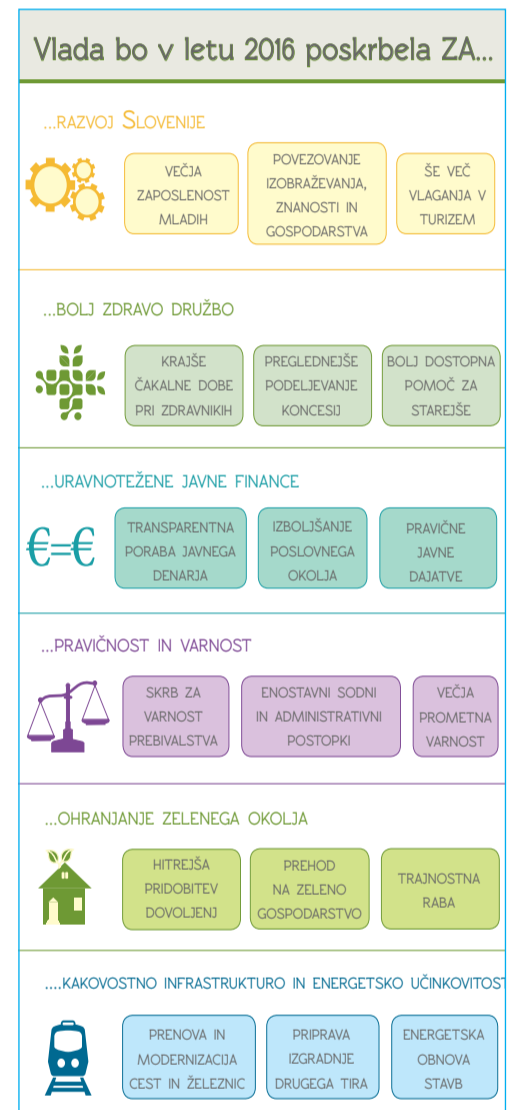 Vlada bo v letu 2016 poskrbela ZA...
...RAZVOJ SLOVENIJE
VEČJA
ZAPOSLENOST
MLADIH
POVEZOVANJE
IZOBRAŽEVANJA,
ZNANOSTI IN
GOSPODARSTVA
ŠE VEČ
VLAGANJA V
TURIZEM
...BOLJ ZDRAVO DRUŽBO
KRAJŠE
ČAKALNE DOBE
PRI ZDRAVNIKIH
PREGLEDNEJŠE
PODELJEVANJE
KONCESIJ
BOLJ DOSTOPNA
POMOČ ZA
STAREJŠE
...URAVNOTEŽENE JAVNE FINANCE
€=€
TRANSPARENTNA
PORABA JAVNEGA
DENARJA
IZBOLJŠANJE
POSLOVNEGA
OKOLJA
PRAVIČNE
JAVNE
DAJATVE
...PRAVIČNOST IN VARNOST
SKRB ZA
VARNOST
PREBIVALSTVA
ENOSTAVNI SODNI
IN ADMINISTRATIVNI
POSTOPKI
VEČJA
PROMETNA
VARNOST
...OHRANJANJE ZELENEGA OKOLJA
HITREJŠA
PRIDOBITEV
DOVOLJENJ
PREHOD
NA ZELENO
GOSPODARSTVO
TRAJNOSTNA
RABA
....KAKOVOSTNO INFRASTRUKTURO IN ENERGETSKO UČINKOVITOST
PRENOVA IN
MODERNIZACIJA
CEST IN ŽELEZNIC
PRIPRAVA
IZGRADNJE
DRUGEGA TIRA
ENERGETSKA
OBNOVA
STAVB